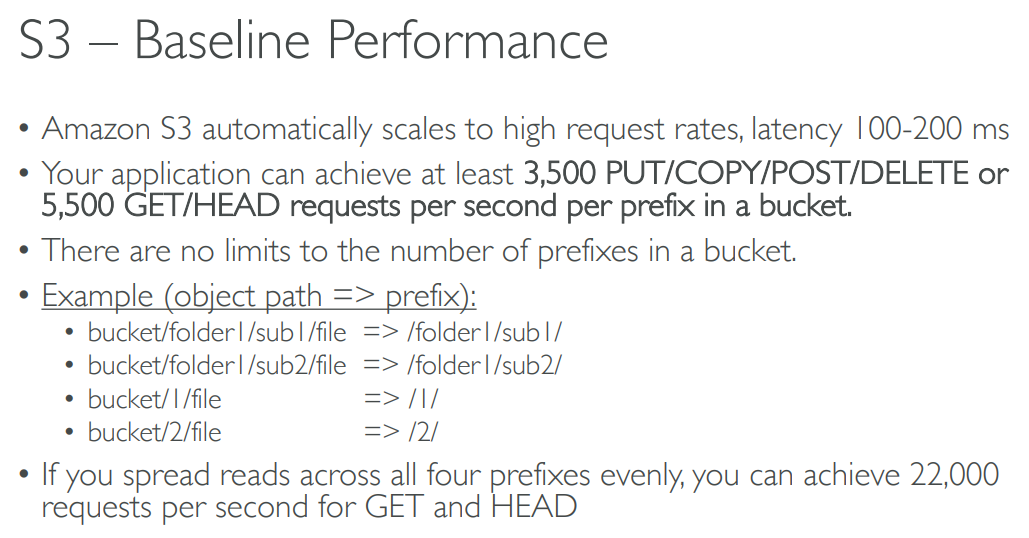 S3 – Baseline Performance
• Amazon S3 automatically scales to high request rates, latency 100-200 ms
• Your application can achieve at least 3,500 PUT/COPY/POST/DELETE or
5,500 GET/HEAD requests per second per prefix in a bucket.
• There are no limits to the number of prefixes in a bucket.
• Example (object path => prefix):
• bucket/folder1/sub1/file => /folder1/sub1/
• bucket/folder1/sub2/file => /folder1/sub2/
• bucket/1/file => /1/
• bucket/2/file => /2/
• If you spread reads across all four prefixes evenly, you can achieve 22,000
requests per second for GET and HEAD